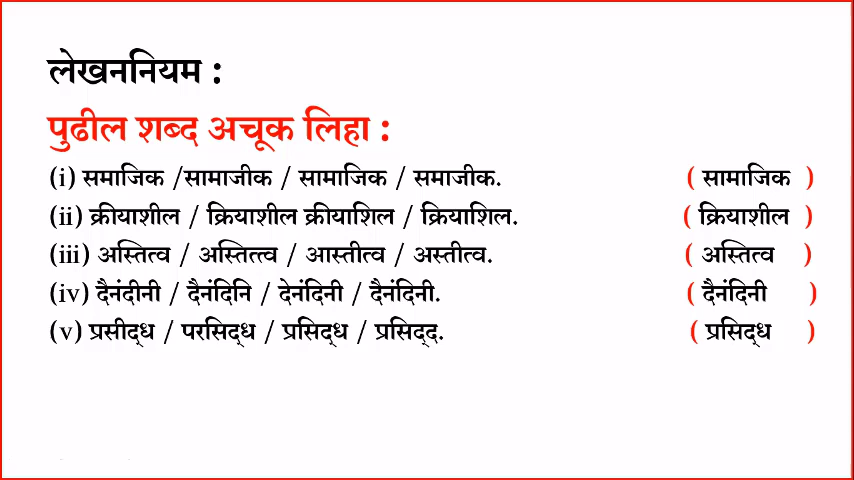 लेखननियम :
पुढील शब्द अचूक लिहा :
(i) समाजिक /सामाजीक / सामाजिक / समाजीक. ( सामाजिक )
(ii) क्रीयाशील / क्रियाशील क्रीयाशिल / क्रियाशिल. ( क्रियाशील )
(iii) अस्तित्व / अस्तित्त्व / आस्तीत्व / अस्तीत्व. ( अस्तित्व )
(iv) दैनंदीनी / दैनंदिनि / देनंदिनी / दैनंदिनी. ( दैनंदिनी )
(v) प्रसीद्ध / परसिद्ध / प्रसिद्ध / प्रसिद्द. ( प्रसिद्ध )